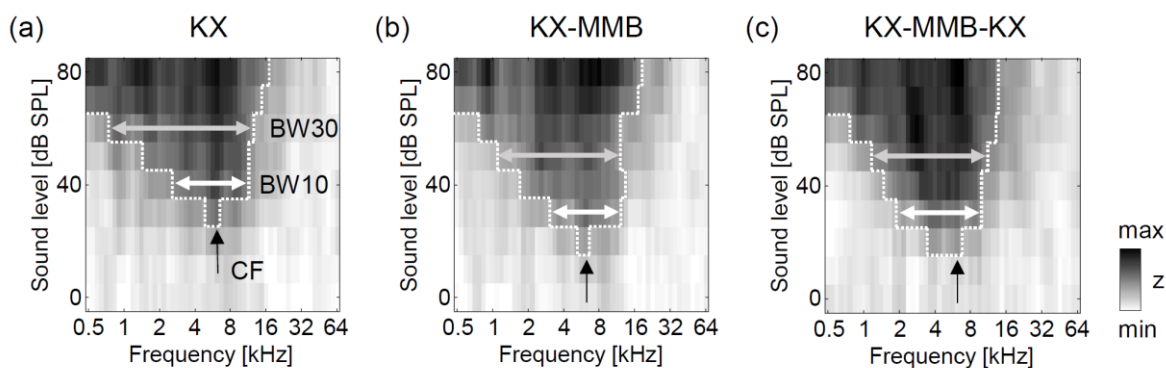 (a) KX (b) KX-MMB (c) KX-MMB-KX
Sound level [dB SPL]
80
40
0
BW30
BW10
CF
0.5 1 2 4 8 16 32 64
Frequency [kHz]
Sound level [dB SPL]
80
40
0
0.5 1 2 4 8 16 32 64
Frequency [kHz]
Sound level [dB SPL]
80
40
0
0.5 1 2 4 8 16 32 64
Frequency [kHz]
max
z
min